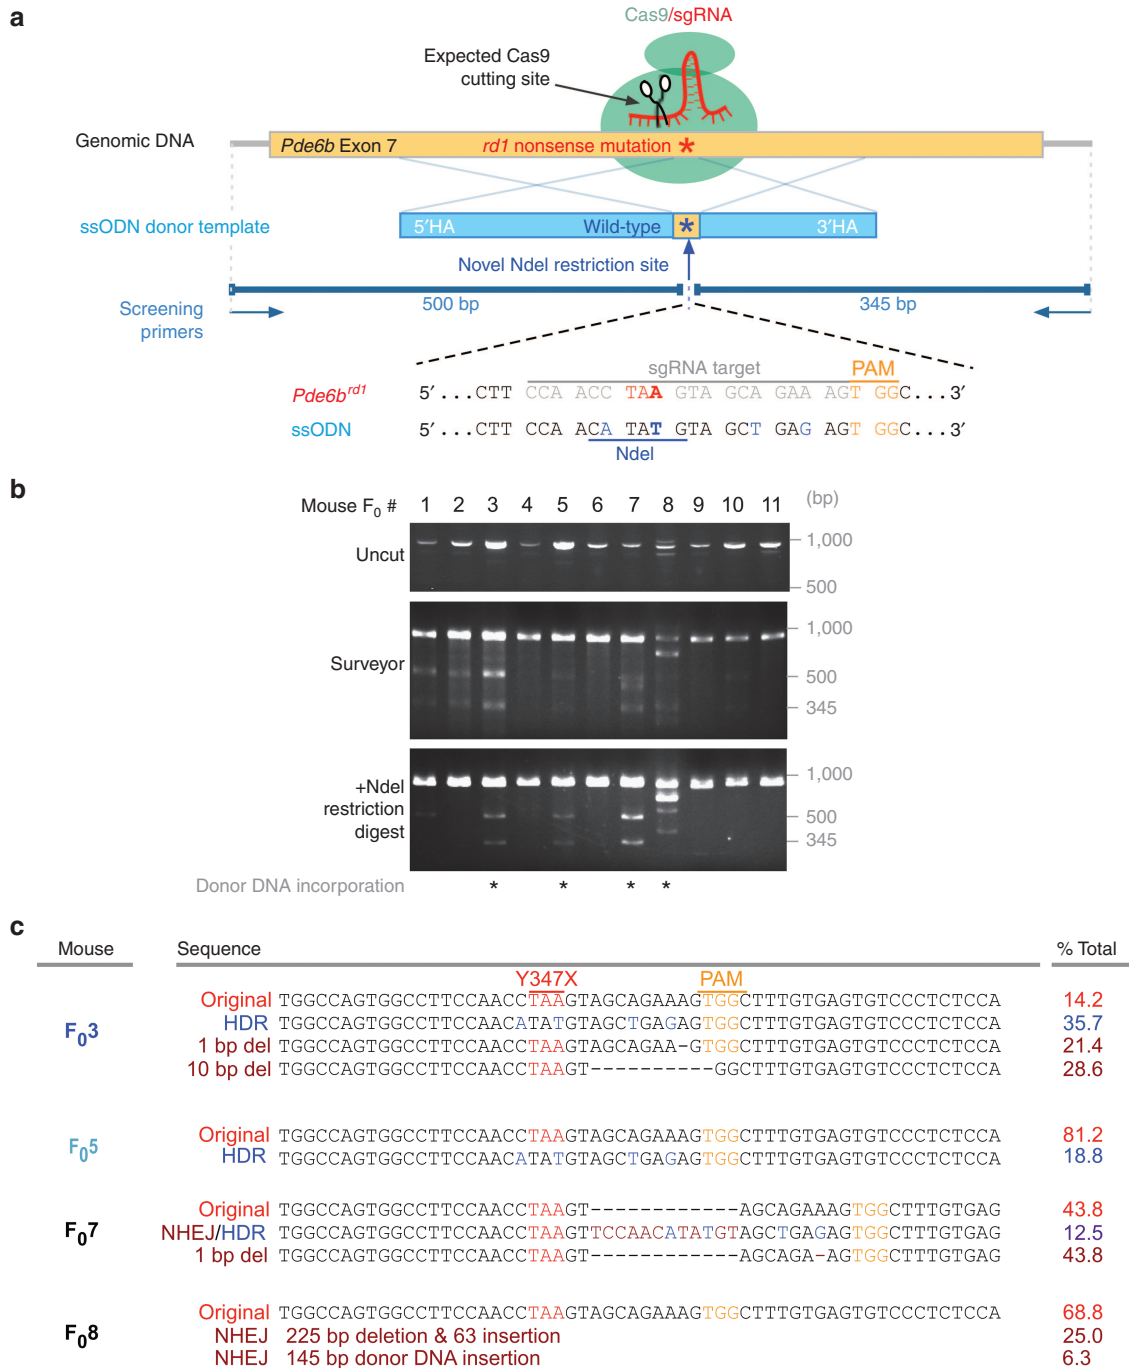 a
Cas9/sgRNA
Expected Cas9
cutting site
Genomic DNA
Pde6b Exon 7
rd1 nonsense mutation *
ssODN donor template
5′HA
Wild-type
*
3′HA
Novel NdeI restriction site
500 bp
345 bp
Screening
primers
sgRNA target
PAM
Pde6b^rd1 5′...CTT CCA ACC TAA GTA GCA GAA AGT GGC...3′
ssODN 5′...CTT CCA ACA TAT GTA GCT GAG AGT GGC...3′
NdeI
b
Mouse F0 # 1 2 3 4 5 6 7 8 9 10 11
(bp)
Uncut
1,000
500
Surveyor
1,000
500
345
+NdeI
restriction
digest
1,000
500
345
Donor DNA incorporation * * * *
c
Mouse Sequence % Total
Y347X PAM
F03
Original TGGCCAGTGGCCTTCCAACCTAAGTAGCAGAAAGTGGCTTTGTGAGTGTCCCTCTCCA 14.2
HDR TGGCCAGTGGCCTTCCAACATATGTAGCTGAGAGTGGCTTTGTGAGTGTCCCTCTCCA 35.7
1 bp del TGGCCAGTGGCCTTCCAACCTAAGTAGCAGAA-GTGGCTTTGTGAGTGTCCCTCTCCA 21.4
10 bp del TGGCCAGTGGCCTTCCAACCTAAGT----------GGCTTTGTGAGTGTCCCTCTCCA 28.6
F05
Original TGGCCAGTGGCCTTCCAACCTAAGTAGCAGAAAGTGGCTTTGTGAGTGTCCCTCTCCA 81.2
HDR TGGCCAGTGGCCTTCCAACATATGTAGCTGAGAGTGGCTTTGTGAGTGTCCCTCTCCA 18.8
F07
Original TGGCCAGTGGCCTTCCAACCTAAGT------------AGCAGAAAGTGGCTTTGTGAG 43.8
NHEJ/HDR TGGCCAGTGGCCTTCCAACCTAAGTTCCAACATATGTAGCTGAGAGTGGCTTTGTGAG 12.5
1 bp del TGGCCAGTGGCCTTCCAACCTAAGT------------AGCAGA-AGTGGCTTTGTGAG 43.8
F08
Original TGGCCAGTGGCCTTCCAACCTAAGTAGCAGAAAGTGGCTTTGTGAGTGTCCCTCTCCA 68.8
NHEJ 225 bp deletion & 63 insertion 25.0
NHEJ 145 bp donor DNA insertion 6.3